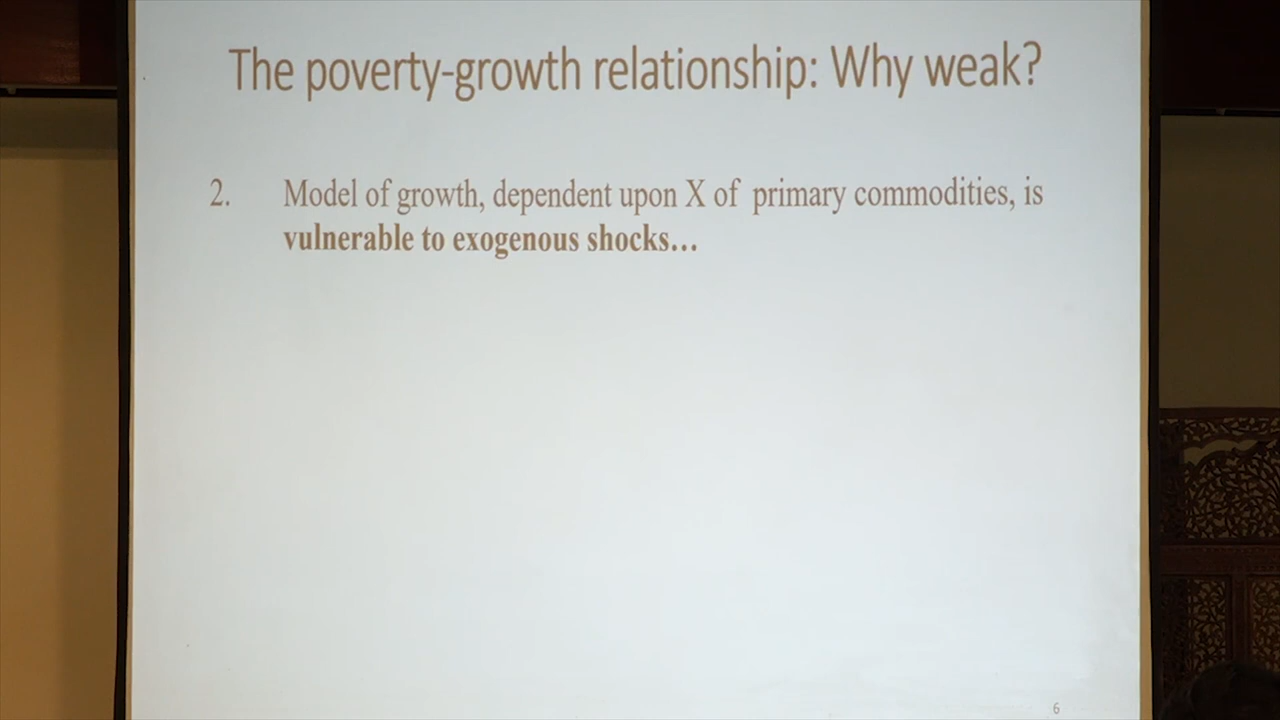 The poverty-growth relationship: Why weak?
2. Model of growth, dependent upon X of primary commodities, is
vulnerable to exogenous shocks...
6